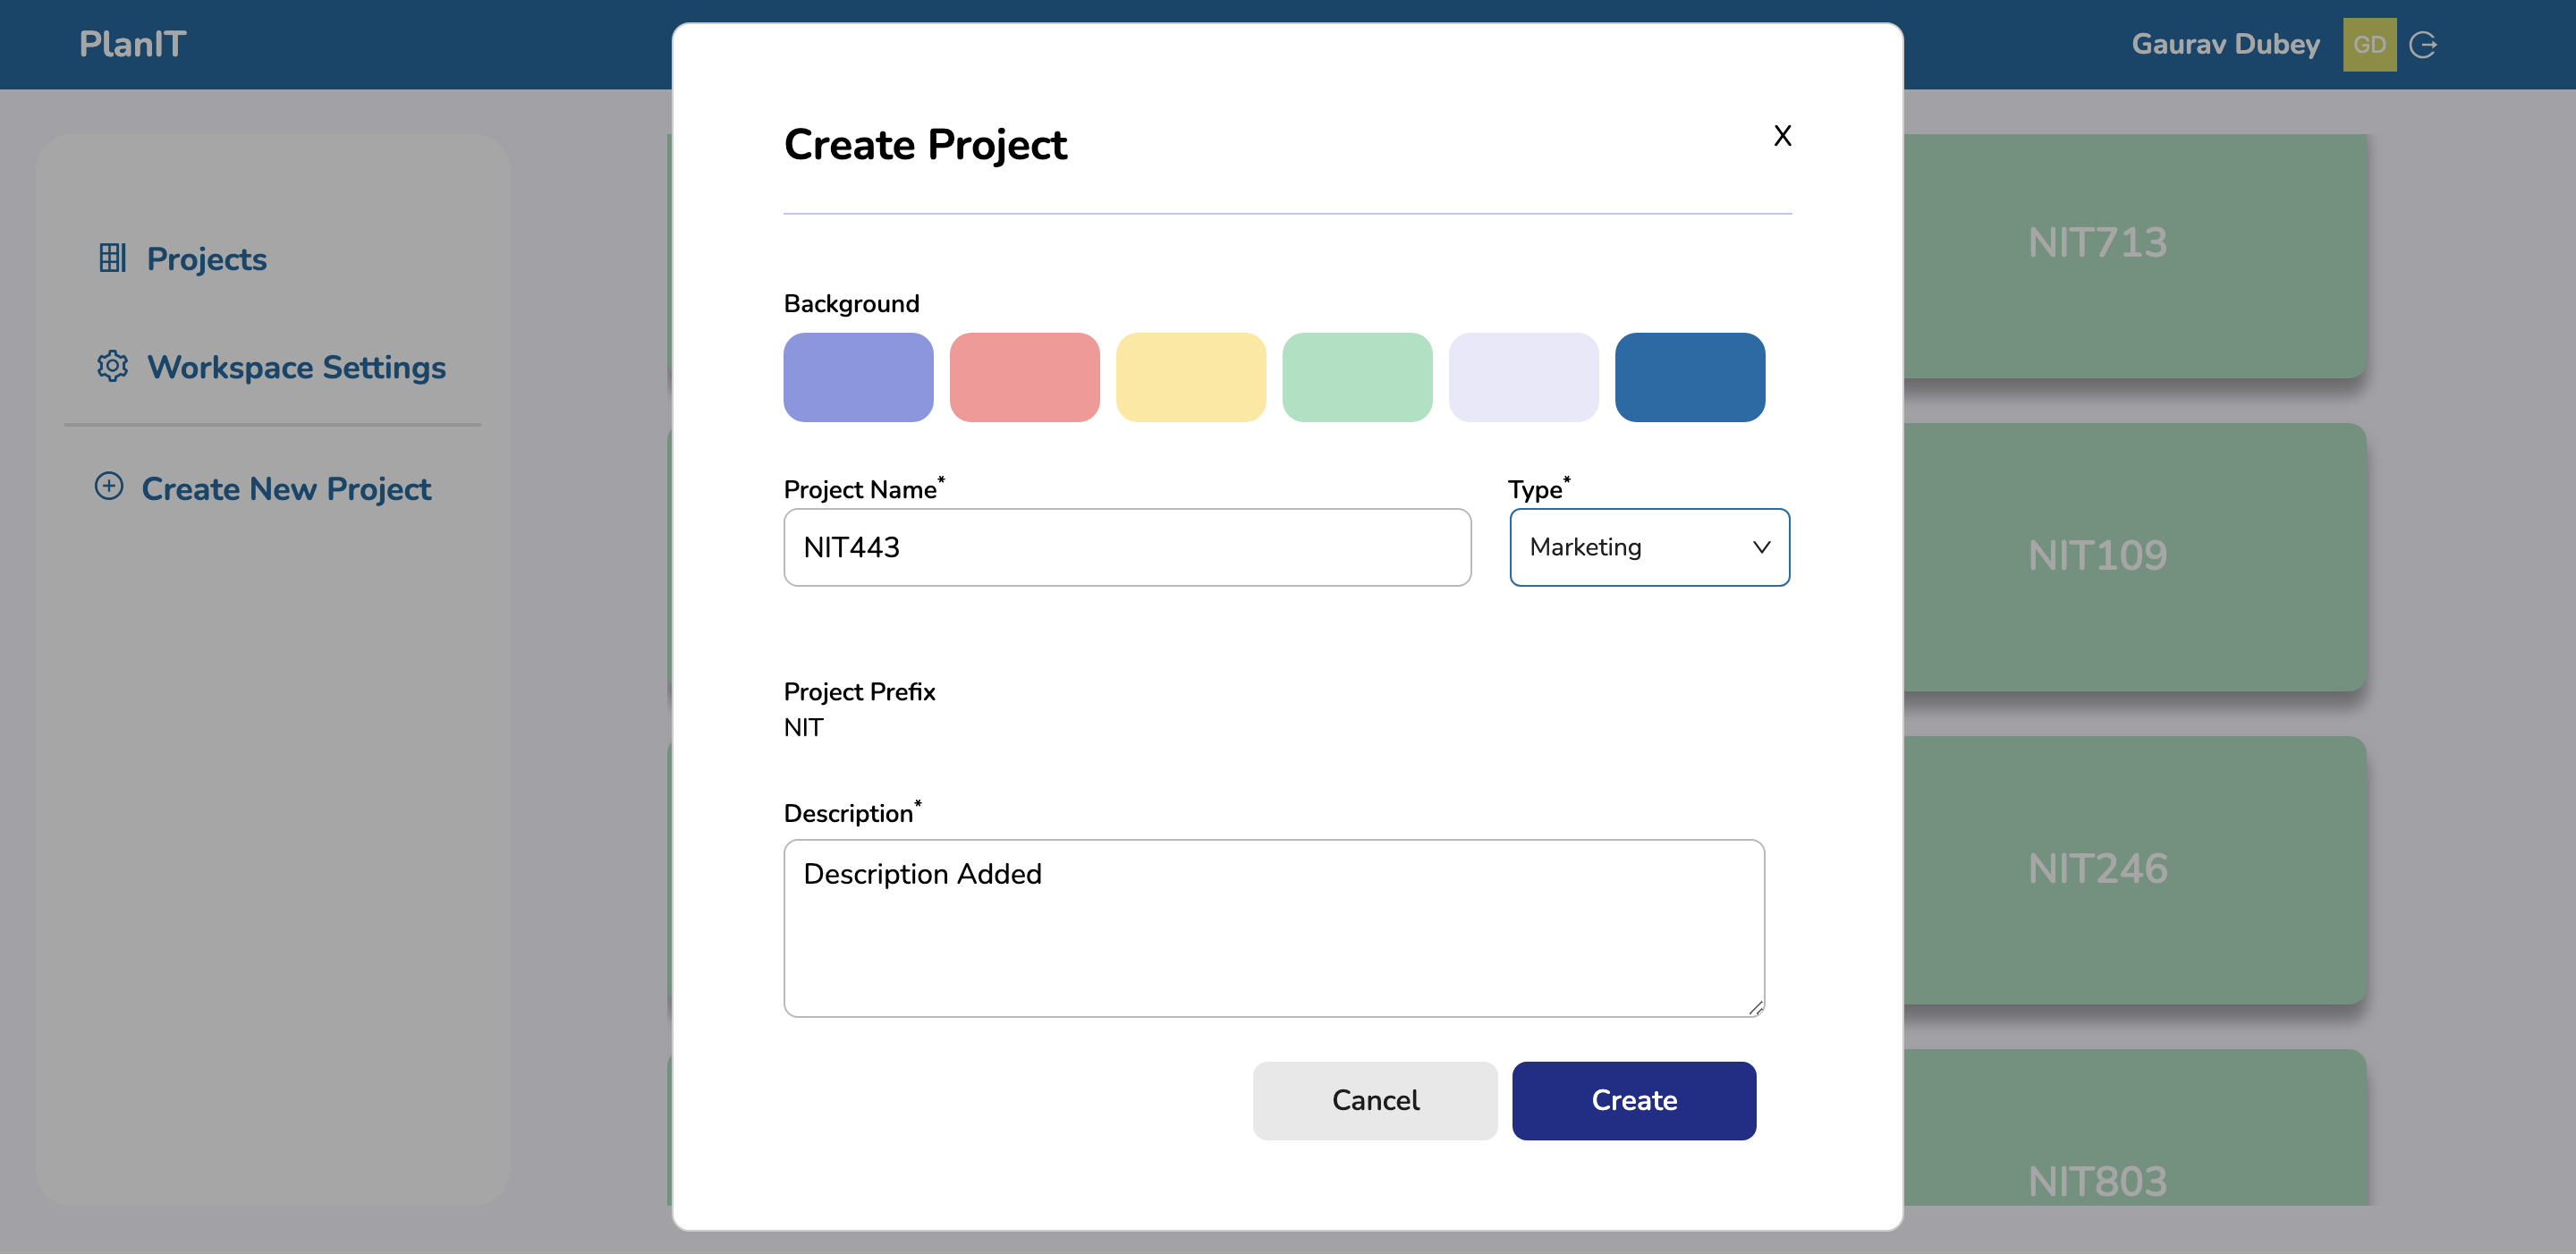 PlanIT
Gaurav Dubey GD
Projects
Workspace Settings
Create New Project
Create Project X
Background
Project Name* Type*
NIT443 Marketing
Project Prefix
NIT
Description*
Description Added
Cancel Create
NIT713
NIT109
NIT246
NIT803